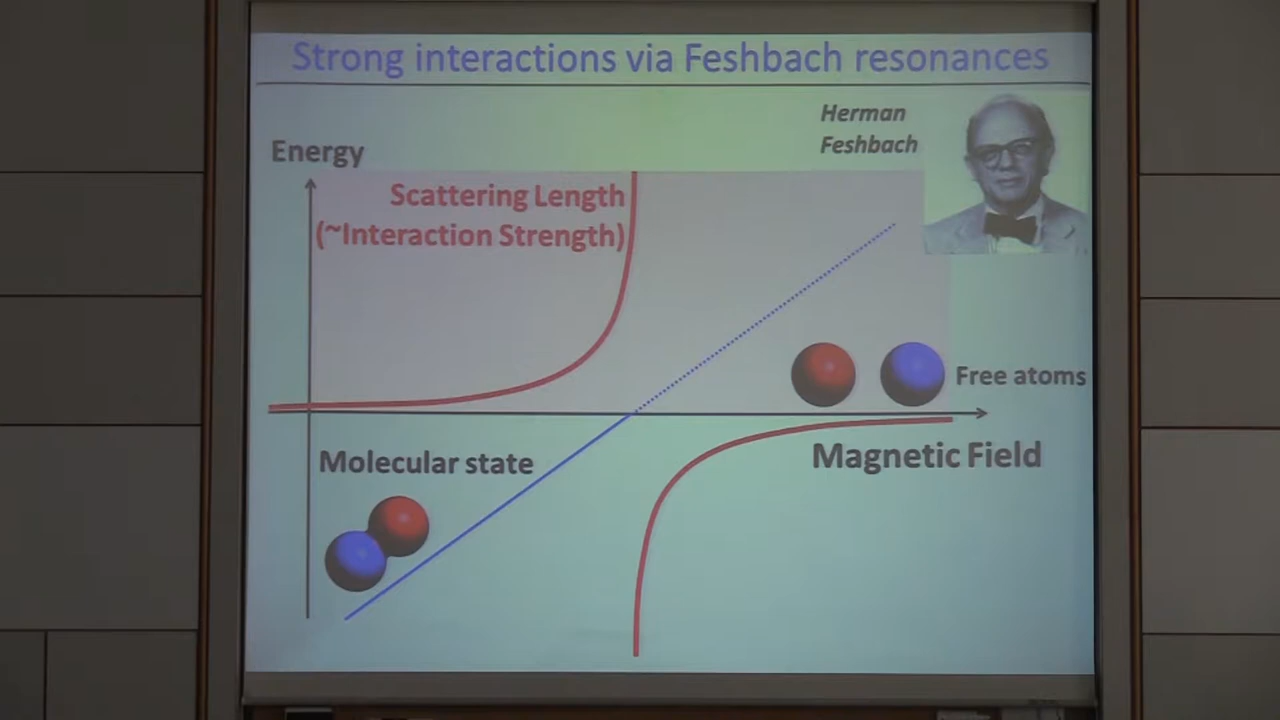 Strong interactions via Feshbach resonances
Herman
Feshbach
Energy
Scattering Length
(~Interaction Strength)
Free atoms
Molecular state
Magnetic Field